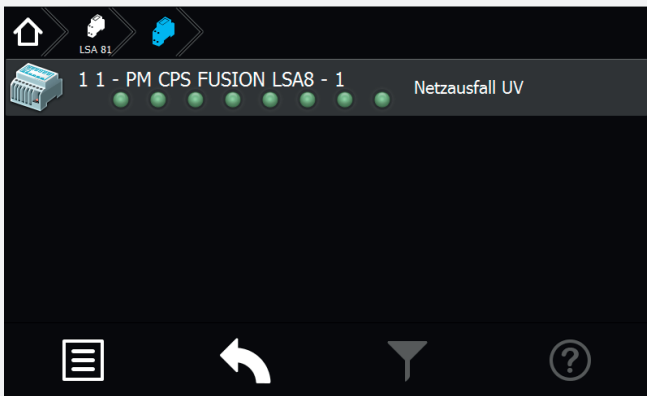 LSA 81
1 1 - PM CPS FUSION LSA8 - 1
Netzausfall UV
?